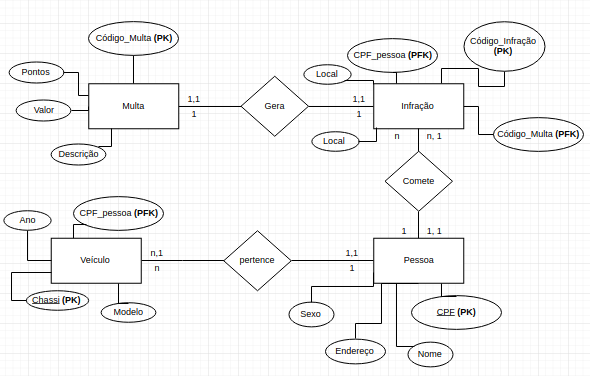 Código_Multa (PK)
Código_Infração
(PK)
CPF_pessoa (PFK)
Pontos
Local
Valor
Multa
1,1
1
Gera
1,1
1
Infração
Código_Multa (PFK)
Descrição
Local
n
n, 1
Comete
CPF_pessoa (PFK)
Ano
1
1, 1
Veículo
n,1
n
pertence
1,1
1
Pessoa
Chassi (PK)
Modelo
Sexo
CPF (PK)
Endereço
Nome